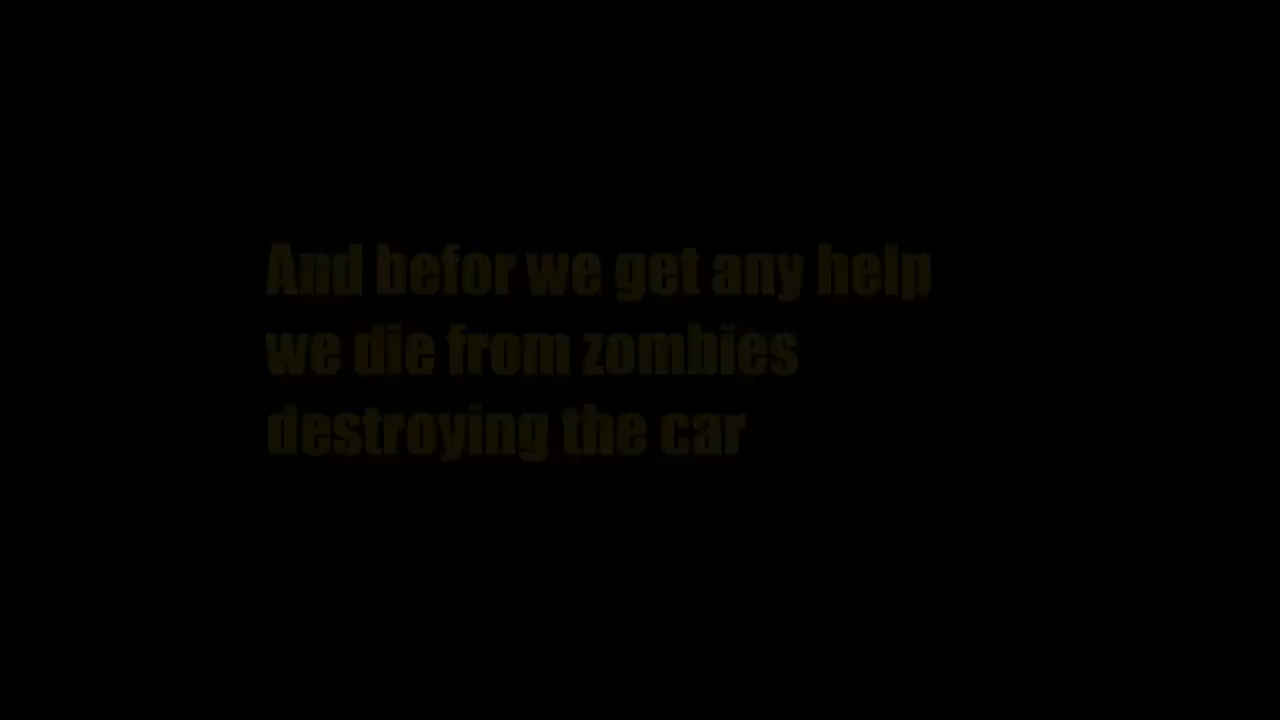 And befor we get any help
we die from zombies
destroying the car